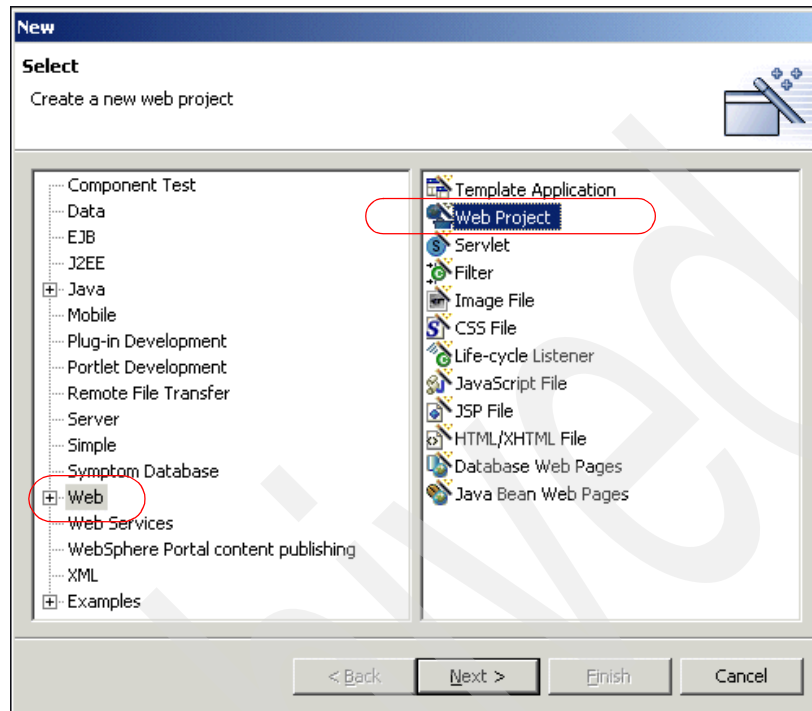 New
Select
Create a new web project
Component Test
Data
EJB
J2EE
Java
Mobile
Plug-in Development
Portlet Development
Remote File Transfer
Server
Simple
Symptom Database
Web
Web Services
WebSphere Portal content publishing
XML
Examples
Template Application
Web Project
Servlet
Filter
Image File
CSS File
Life-cycle Listener
JavaScript File
JSP File
HTML/XHTML File
Database Web Pages
Java Bean Web Pages
< Back
Next >
Finish
Cancel